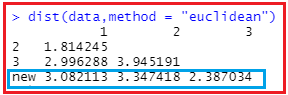 > dist(data,method = "euclidean")
1 2 3
2 1.814245
3 2.996288 3.945191
new 3.082113 3.347418 2.387034